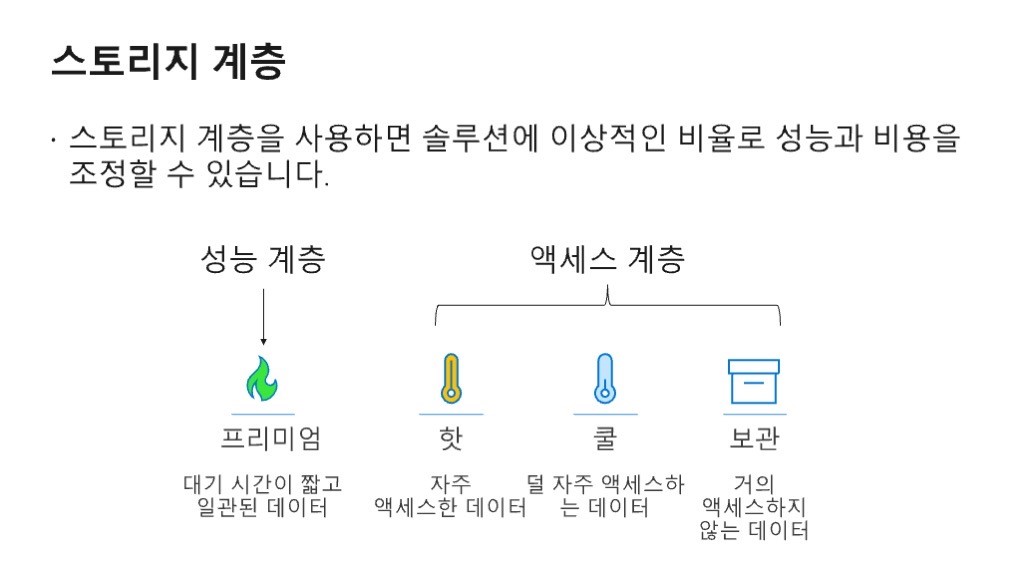 스토리지 계층
· 스토리지 계층을 사용하면 솔루션에 이상적인 비율로 성능과 비용을
조정할 수 있습니다.
성능 계층
액세스 계층
프리미엄
핫
쿨
보관
대기 시간이 짧고
일관된 데이터
자주
액세스한 데이터
덜 자주 액세스하
는 데이터
거의
액세스하지
않는 데이터